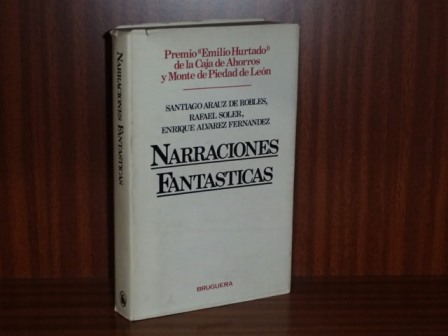 Premio "Emilio Hurtado"
de la Caja de Ahorros
y Monte de Piedad de León
SANTIAGO ARAUZ DE ROBLES,
RAFAEL SOLER,
ENRIQUE ALVAREZ FERNANDEZ
NARRACIONES
FANTASTICAS
BRUGUERA
NARRACIONES FANTASTICAS